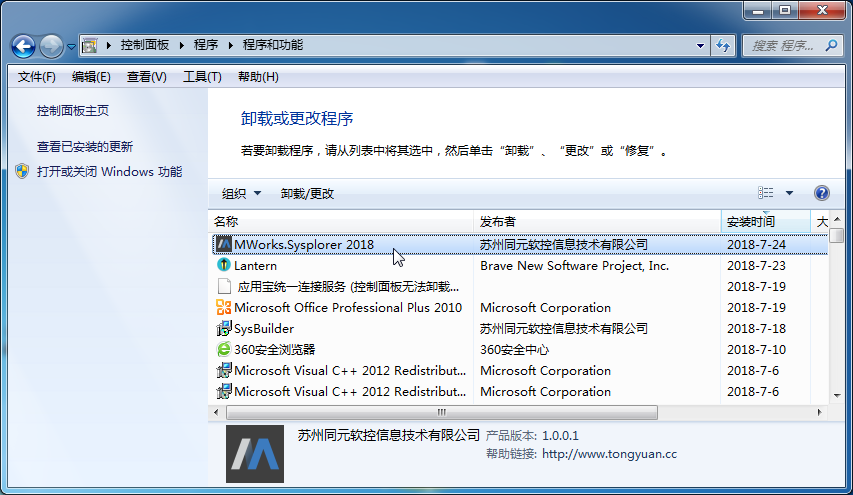 控制面板 ▸ 程序 ▸ 程序和功能
搜索 程序...
文件(F) 编辑(E) 查看(V) 工具(T) 帮助(H)
控制面板主页
查看已安装的更新
打开或关闭 Windows 功能
卸载或更改程序
若要卸载程序，请从列表中将其选中，然后单击“卸载”、“更改”或“修复”。
组织 卸载/更改
名称 发布者 安装时间 大
MWorks.Sysplorer 2018 苏州同元软控信息技术有限公司 2018-7-24
Lantern Brave New Software Project, Inc. 2018-7-23
应用宝统一连接服务 (控制面板无法卸载... 2018-7-19
Microsoft Office Professional Plus 2010 Microsoft Corporation 2018-7-19
SysBuilder 苏州同元软控信息技术有限公司 2018-7-18
360安全浏览器 360安全中心 2018-7-10
Microsoft Visual C++ 2012 Redistribut... Microsoft Corporation 2018-7-6
Microsoft Visual C++ 2012 Redistribut... Microsoft Corporation 2018-7-6
苏州同元软控信息技术有限公司 产品版本: 1.0.0.1
帮助链接: http://www.tongyuan.cc